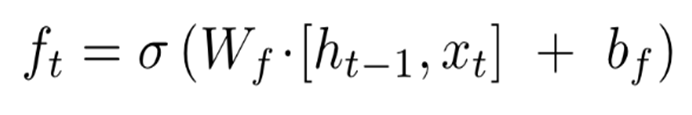 f_t = σ (W_f · [h_{t−1}, x_t] + b_f)